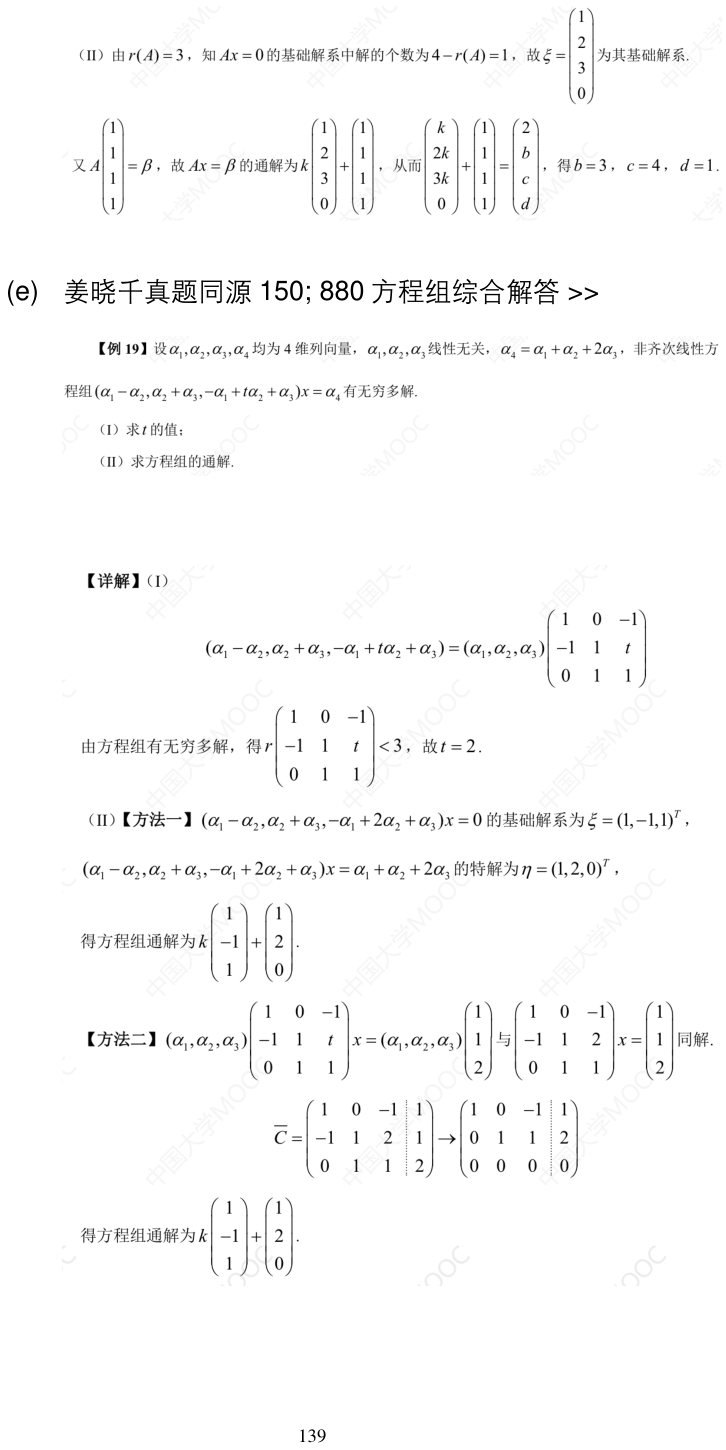 （II）由 r(A) = 3，知 Ax = 0 的基础解系中解的个数为 4 − r(A) = 1，故 ξ = (1 2 3 0) 为其基础解系.
又 A (1 1 1 1) = β，故 Ax = β 的通解为 k (1 2 3 0) + (1 1 1 1)，从而 (k 2k 3k 0) + (1 1 1 1) = (2 b c d)，得 b = 3，c = 4，d = 1.
(e) 姜晓千真题同源 150; 880 方程组综合解答 >>
【例 19】设 α₁,α₂,α₃,α₄ 均为 4 维列向量，α₁,α₂,α₃ 线性无关，α₄ = α₁ + α₂ + 2α₃，非齐次线性方
程组 (α₁ − α₂,α₂ + α₃,−α₁ + tα₂ + α₃)x = α₄ 有无穷多解.
（I）求 t 的值；
（II）求方程组的通解.
【详解】（I）
(α₁ − α₂,α₂ + α₃,−α₁ + tα₂ + α₃) = (α₁,α₂,α₃) (1 0 −1 / −1 1 t / 0 1 1)
由方程组有无穷多解，得 r (1 0 −1 / −1 1 t / 0 1 1) < 3，故 t = 2.
（II）【方法一】(α₁ − α₂,α₂ + α₃,−α₁ + 2α₂ + α₃)x = 0 的基础解系为 ξ = (1,−1,1)ᵀ，
(α₁ − α₂,α₂ + α₃,−α₁ + 2α₂ + α₃)x = α₁ + α₂ + 2α₃ 的特解为 η = (1,2,0)ᵀ，
得方程组通解为 k (1 −1 1) + (1 2 0).
【方法二】(α₁,α₂,α₃) (1 0 −1 / −1 1 t / 0 1 1) x = (α₁,α₂,α₃) (1 1 2) 与 (1 0 −1 / −1 1 2 / 0 1 1) x = (1 1 2) 同解.
C̅ = (1 0 −1 1 / −1 1 2 1 / 0 1 1 2) → (1 0 −1 1 / 0 1 1 2 / 0 0 0 0)
得方程组通解为 k (1 −1 1) + (1 2 0).
139